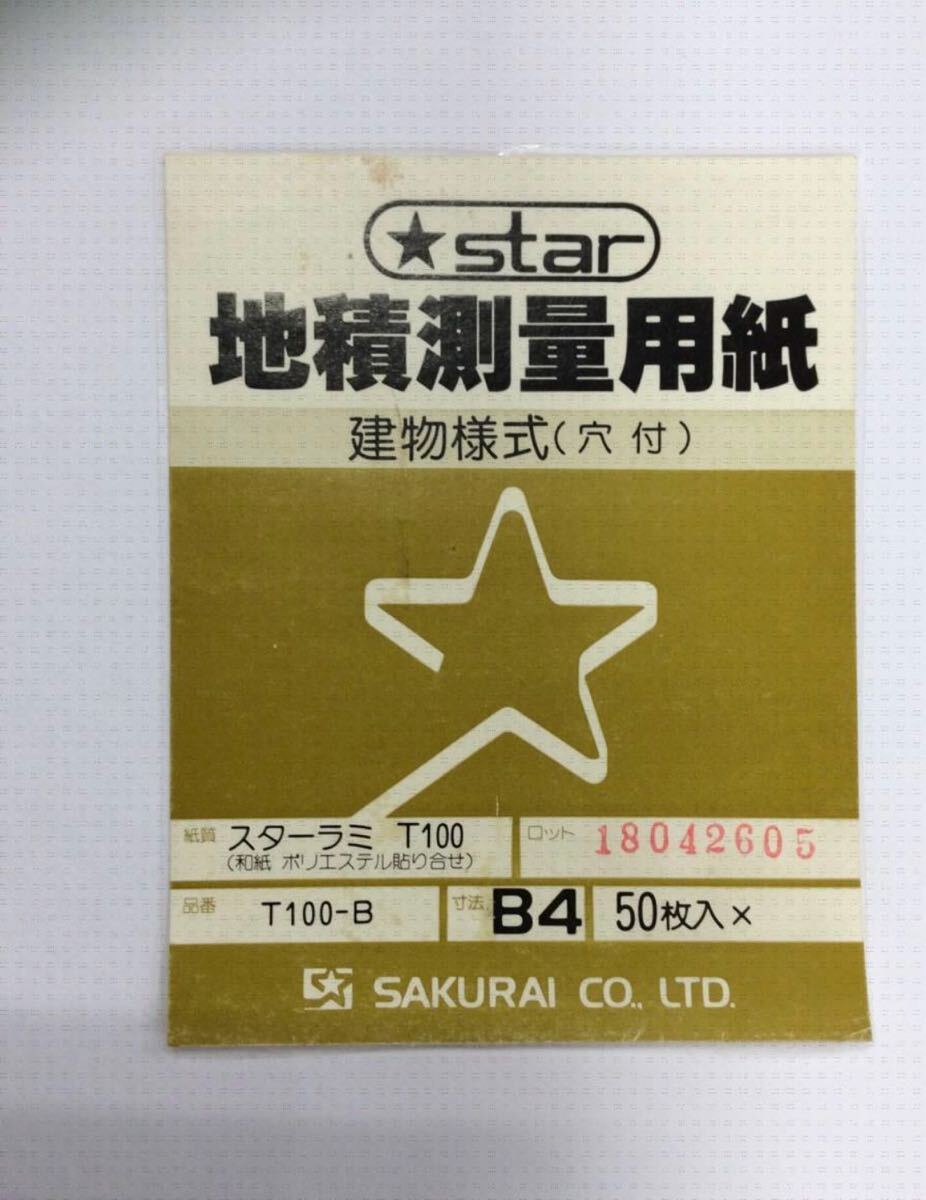 ★star
地積測量用紙
建物様式(穴付)
紙質 スターラミ T100
(和紙 ポリエステル貼り合せ)
ロット 18042605
品番 T100-B
寸法 B4
50枚入×
SAKURAI CO., LTD.